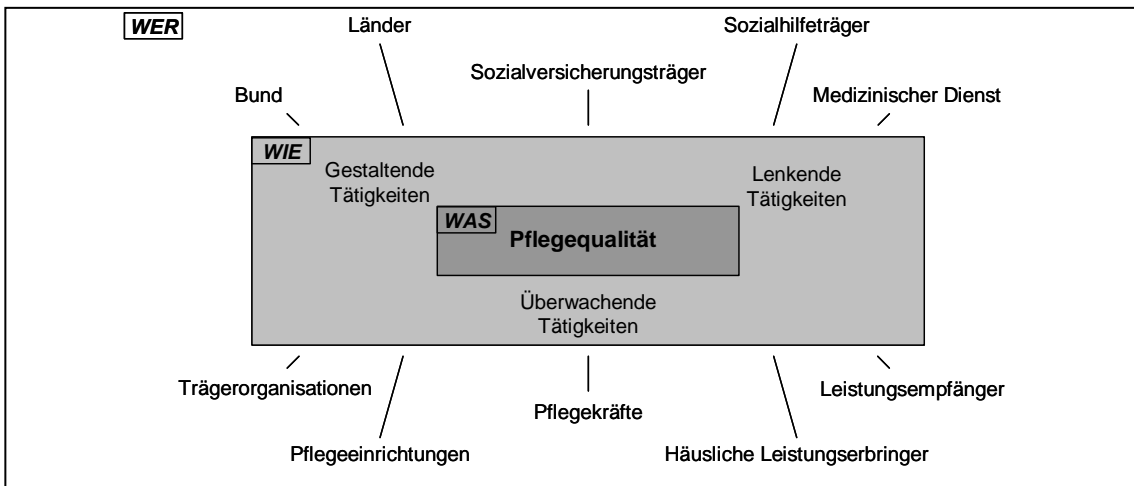 WER
Länder
Sozialhilfeträger
Sozialversicherungsträger
Bund
Medizinischer Dienst
WIE
Gestaltende
Tätigkeiten
Lenkende
Tätigkeiten
WAS
Pflegequalität
Überwachende
Tätigkeiten
Trägerorganisationen
Leistungsempfänger
Pflegekräfte
Pflegeeinrichtungen
Häusliche Leistungserbringer